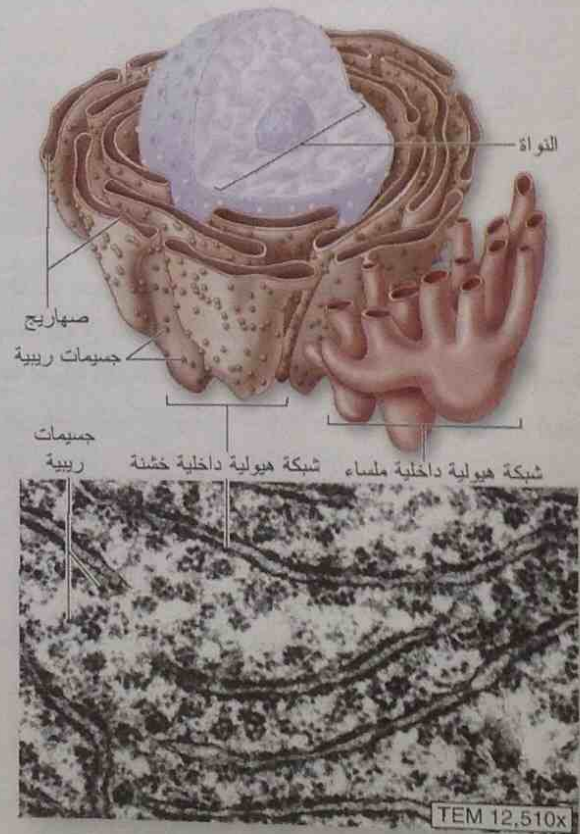 النواة
صهاريج
جسيمات ريبية
جسيمات
ريبية
شبكة هيولية داخلية خشنة
شبكة هيولية داخلية ملساء
TEM 12,510x